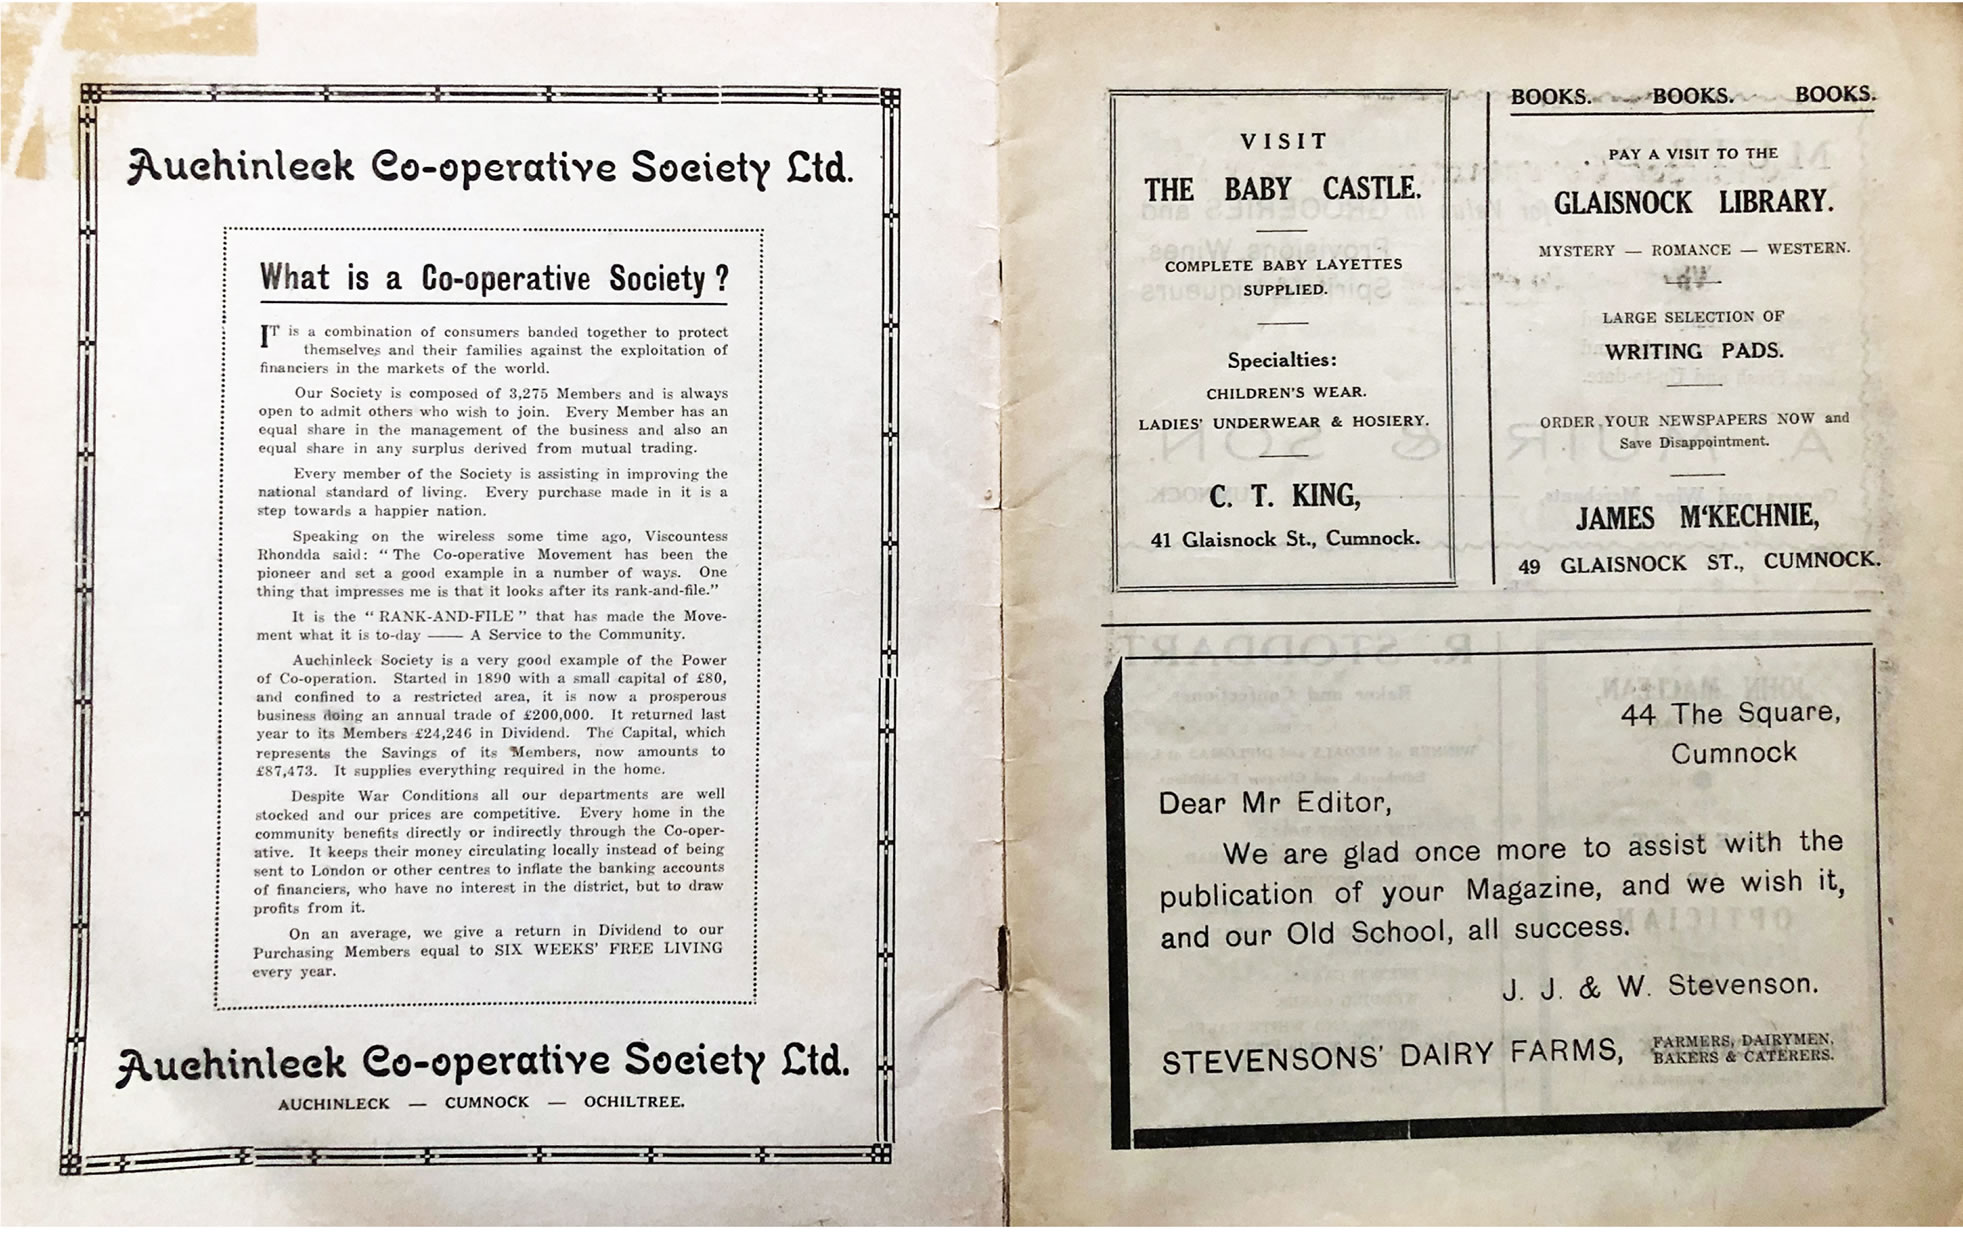 Auchinleck Co-operative Society Ltd.
What is a Co-operative Society?
IT is a combination of consumers banded together to protect
themselves and their families against the exploitation of
financiers in the markets of the world.
Our Society is composed of 3,275 Members and is always
open to admit others who wish to join. Every Member has an
equal share in the management of the business and also an
equal share in any surplus derived from mutual trading.
Every member of the Society is assisting in improving the
national standard of living. Every purchase made in it is a
step towards a happier nation.
Speaking on the wireless some time ago, Viscountess
Rhondda said: "The Co-operative Movement has been the
pioneer and set a good example in a number of ways. One
thing that impresses me is that it looks after its rank-and-file."
It is the "RANK-AND-FILE" that has made the Move-
ment what it is to-day —— A Service to the Community.
Auchinleck Society is a very good example of the Power
of Co-operation. Started in 1890 with a small capital of £80,
and confined to a restricted area, it is now a prosperous
business doing an annual trade of £200,000. It returned last
year to its Members £24,246 in Dividend. The Capital, which
represents the Savings of its Members, now amounts to
£87,473. It supplies everything required in the home.
Despite War Conditions all our departments are well
stocked and our prices are competitive. Every home in the
community benefits directly or indirectly through the Co-oper-
ative. It keeps their money circulating locally instead of being
sent to London or other centres to inflate the banking accounts
of financiers, who have no interest in the district, but to draw
profits from it.
On an average, we give a return in Dividend to our
Purchasing Members equal to SIX WEEKS' FREE LIVING
every year.
Auchinleck Co-operative Society Ltd.
AUCHINLECK — CUMNOCK — OCHILTREE.
VISIT
THE BABY CASTLE.
COMPLETE BABY LAYETTES
SUPPLIED.
Specialties:
CHILDREN'S WEAR.
LADIES' UNDERWEAR & HOSIERY.
C. T. KING,
41 Glaisnock St., Cumnock.
BOOKS. BOOKS. BOOKS.
PAY A VISIT TO THE
GLAISNOCK LIBRARY.
MYSTERY — ROMANCE — WESTERN.
LARGE SELECTION OF
WRITING PADS.
ORDER YOUR NEWSPAPERS NOW and
Save Disappointment.
JAMES M'KECHNIE,
49 GLAISNOCK ST., CUMNOCK.
44 The Square,
Cumnock
Dear Mr Editor,
We are glad once more to assist with the
publication of your Magazine, and we wish it,
and our Old School, all success.
J. J. & W. Stevenson.
STEVENSONS' DAIRY FARMS, FARMERS, DAIRYMEN,
BAKERS & CATERERS.